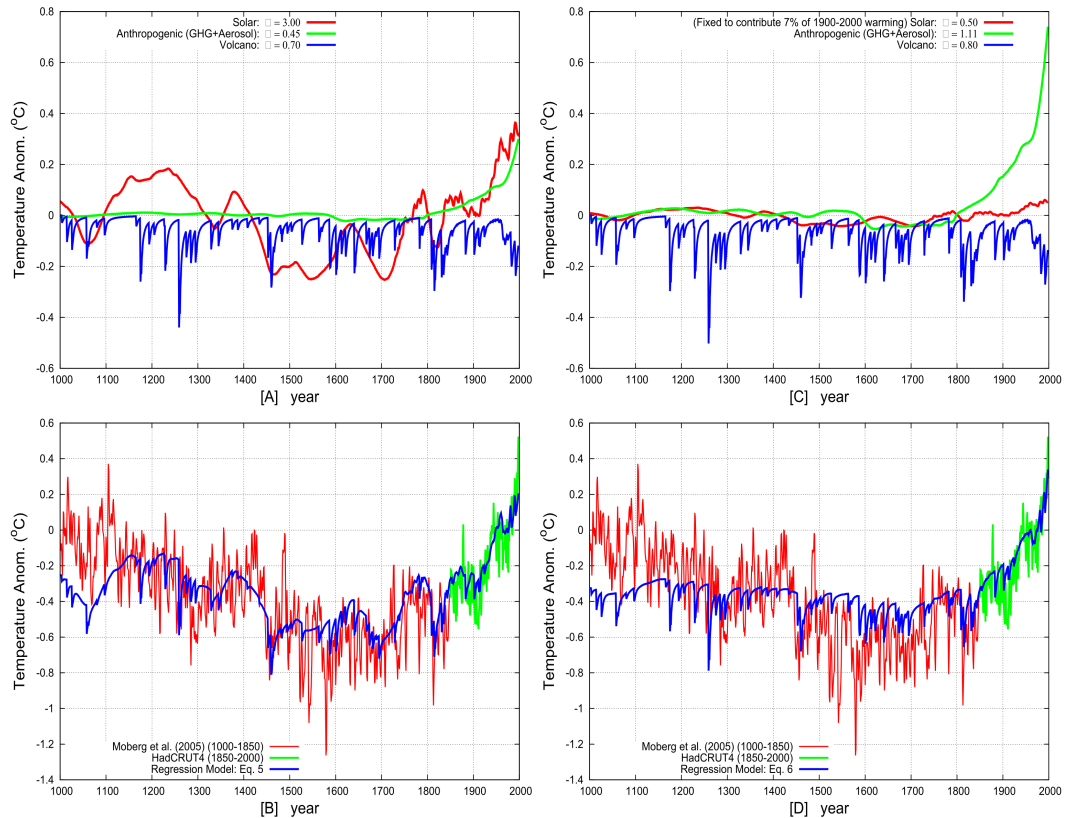 Solar: □ = 3.00
Anthropogenic (GHG+Aerosol): □ = 0.45
Volcano: □ = 0.70
0.8
0.6
0.4
0.2
0
-0.2
-0.4
-0.6
Temperature Anom. (°C)
1000 1100 1200 1300 1400 1500 1600 1700 1800 1900 2000
[A] year
(Fixed to contribute 7% of 1900-2000 warming) Solar: □ = 0.50
Anthropogenic (GHG+Aerosol): □ = 1.11
Volcano: □ = 0.80
0.8
0.6
0.4
0.2
0
-0.2
-0.4
-0.6
Temperature Anom. (°C)
1000 1100 1200 1300 1400 1500 1600 1700 1800 1900 2000
[C] year
0.6
0.4
0.2
0
-0.2
-0.4
-0.6
-0.8
-1
-1.2
-1.4
Temperature Anom. (°C)
Moberg et al. (2005) (1000-1850)
HadCRUT4 (1850-2000)
Regression Model: Eq. 5
1000 1100 1200 1300 1400 1500 1600 1700 1800 1900 2000
[B] year
0.6
0.4
0.2
0
-0.2
-0.4
-0.6
-0.8
-1
-1.2
-1.4
Temperature Anom. (°C)
Moberg et al. (2005) (1000-1850)
HadCRUT4 (1850-2000)
Regression Model: Eq. 6
1000 1100 1200 1300 1400 1500 1600 1700 1800 1900 2000
[D] year